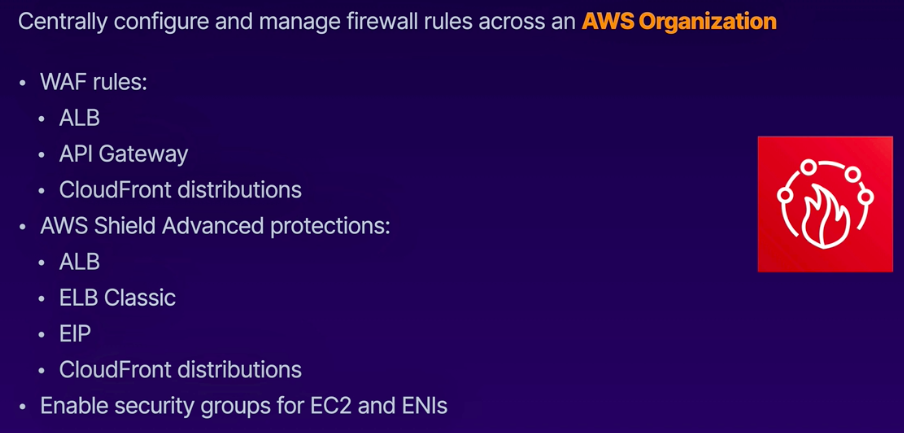 Centrally configure and manage firewall rules across an AWS Organization
• WAF rules:
• ALB
• API Gateway
• CloudFront distributions
• AWS Shield Advanced protections:
• ALB
• ELB Classic
• EIP
• CloudFront distributions
• Enable security groups for EC2 and ENIs